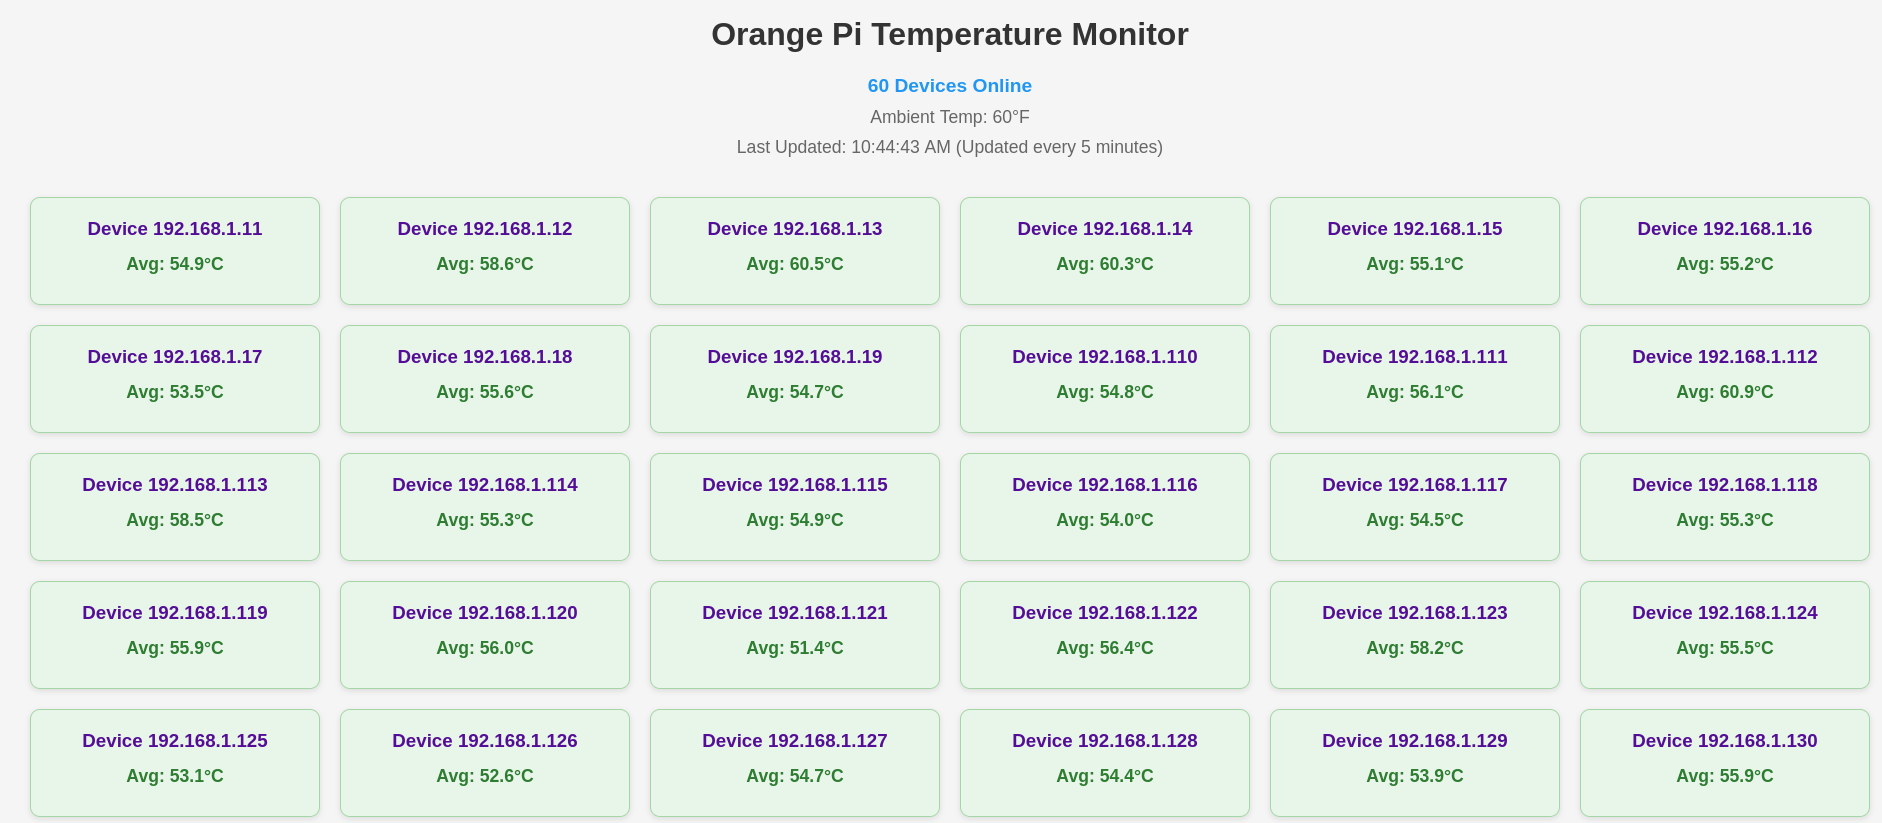 Orange Pi Temperature Monitor
60 Devices Online
Ambient Temp: 60°F
Last Updated: 10:44:43 AM (Updated every 5 minutes)
Device 192.168.1.11
Avg: 54.9°C
Device 192.168.1.12
Avg: 58.6°C
Device 192.168.1.13
Avg: 60.5°C
Device 192.168.1.14
Avg: 60.3°C
Device 192.168.1.15
Avg: 55.1°C
Device 192.168.1.16
Avg: 55.2°C
Device 192.168.1.17
Avg: 53.5°C
Device 192.168.1.18
Avg: 55.6°C
Device 192.168.1.19
Avg: 54.7°C
Device 192.168.1.110
Avg: 54.8°C
Device 192.168.1.111
Avg: 56.1°C
Device 192.168.1.112
Avg: 60.9°C
Device 192.168.1.113
Avg: 58.5°C
Device 192.168.1.114
Avg: 55.3°C
Device 192.168.1.115
Avg: 54.9°C
Device 192.168.1.116
Avg: 54.0°C
Device 192.168.1.117
Avg: 54.5°C
Device 192.168.1.118
Avg: 55.3°C
Device 192.168.1.119
Avg: 55.9°C
Device 192.168.1.120
Avg: 56.0°C
Device 192.168.1.121
Avg: 51.4°C
Device 192.168.1.122
Avg: 56.4°C
Device 192.168.1.123
Avg: 58.2°C
Device 192.168.1.124
Avg: 55.5°C
Device 192.168.1.125
Avg: 53.1°C
Device 192.168.1.126
Avg: 52.6°C
Device 192.168.1.127
Avg: 54.7°C
Device 192.168.1.128
Avg: 54.4°C
Device 192.168.1.129
Avg: 53.9°C
Device 192.168.1.130
Avg: 55.9°C